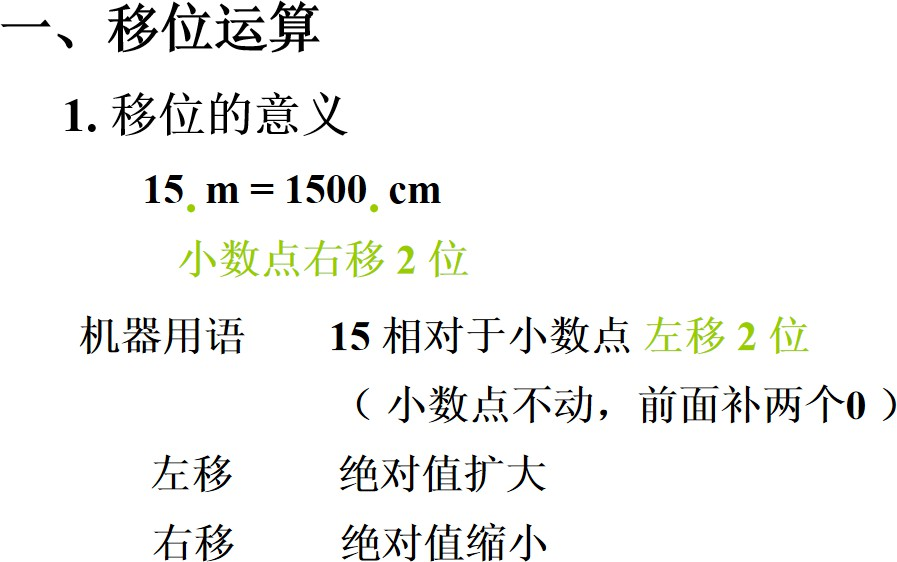 一、移位运算
1. 移位的意义
15. m = 1500. cm
小数点右移 2 位
机器用语 15 相对于小数点 左移 2 位
（ 小数点不动，前面补两个0 ）
左移 绝对值扩大
右移 绝对值缩小